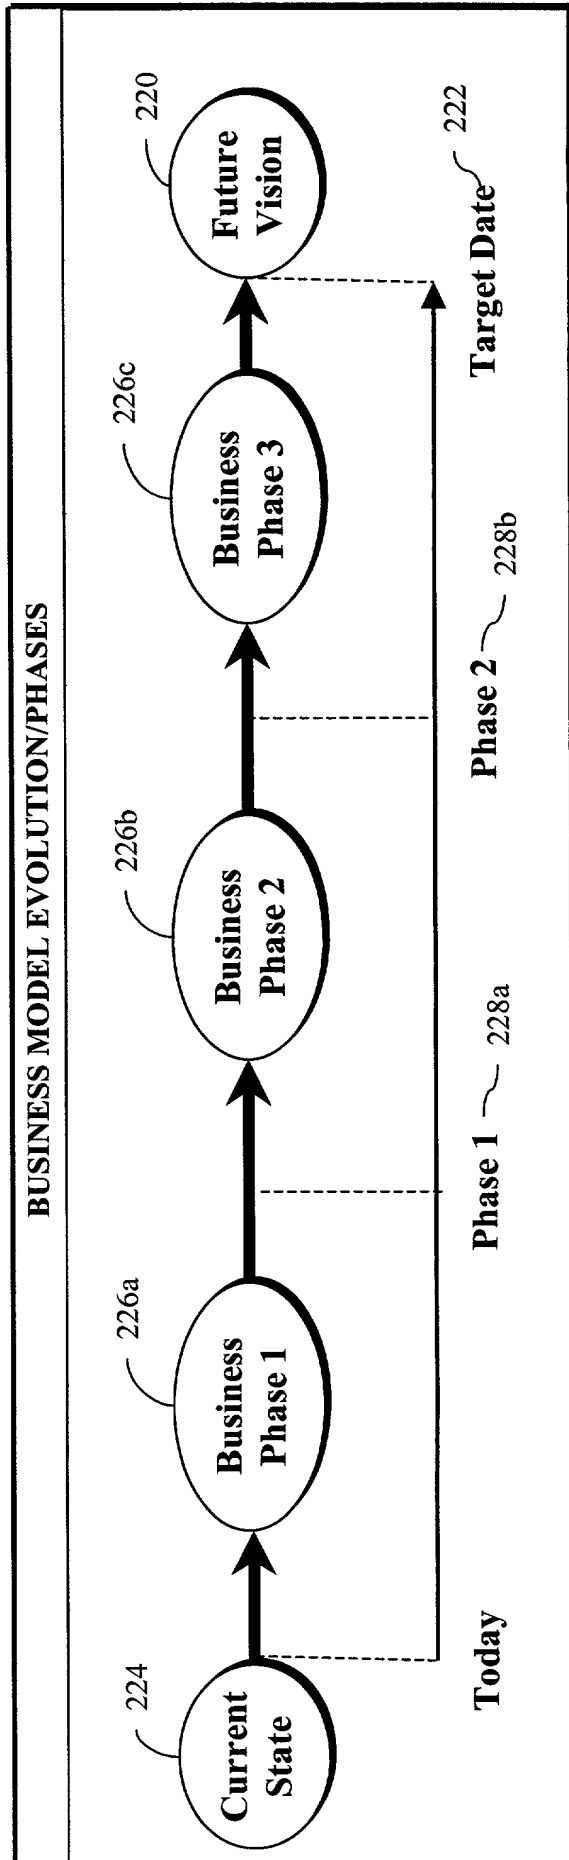 BUSINESS MODEL EVOLUTION/PHASES
224
226a
226b
226c
220
Current
State
Business
Phase 1
Business
Phase 2
Business
Phase 3
Future
Vision
Today
Phase 1
228a
Phase 2
228b
Target Date
222